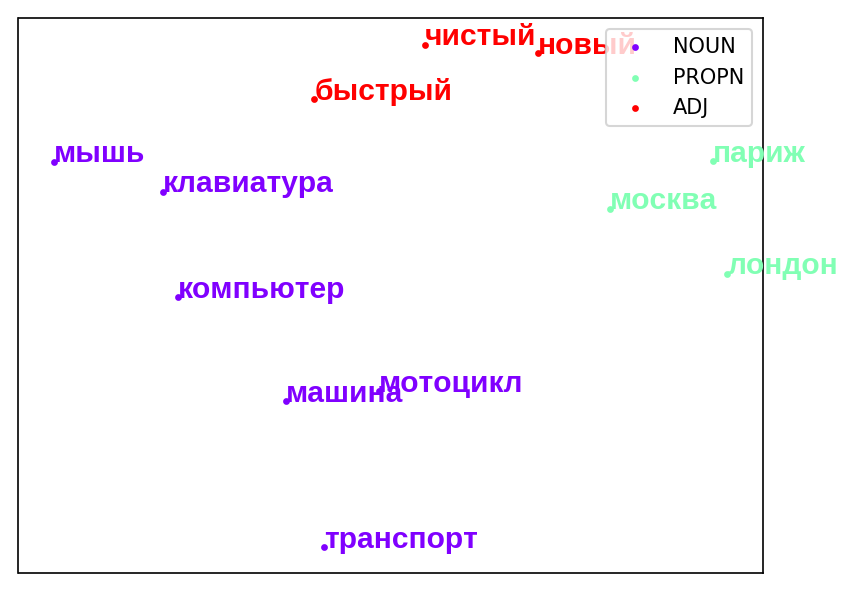 чистый
новый
NOUN
PROPN
ADJ
быстрый
мышь
париж
клавиатура
москва
лондон
компьютер
мотоцикл
машина
транспорт